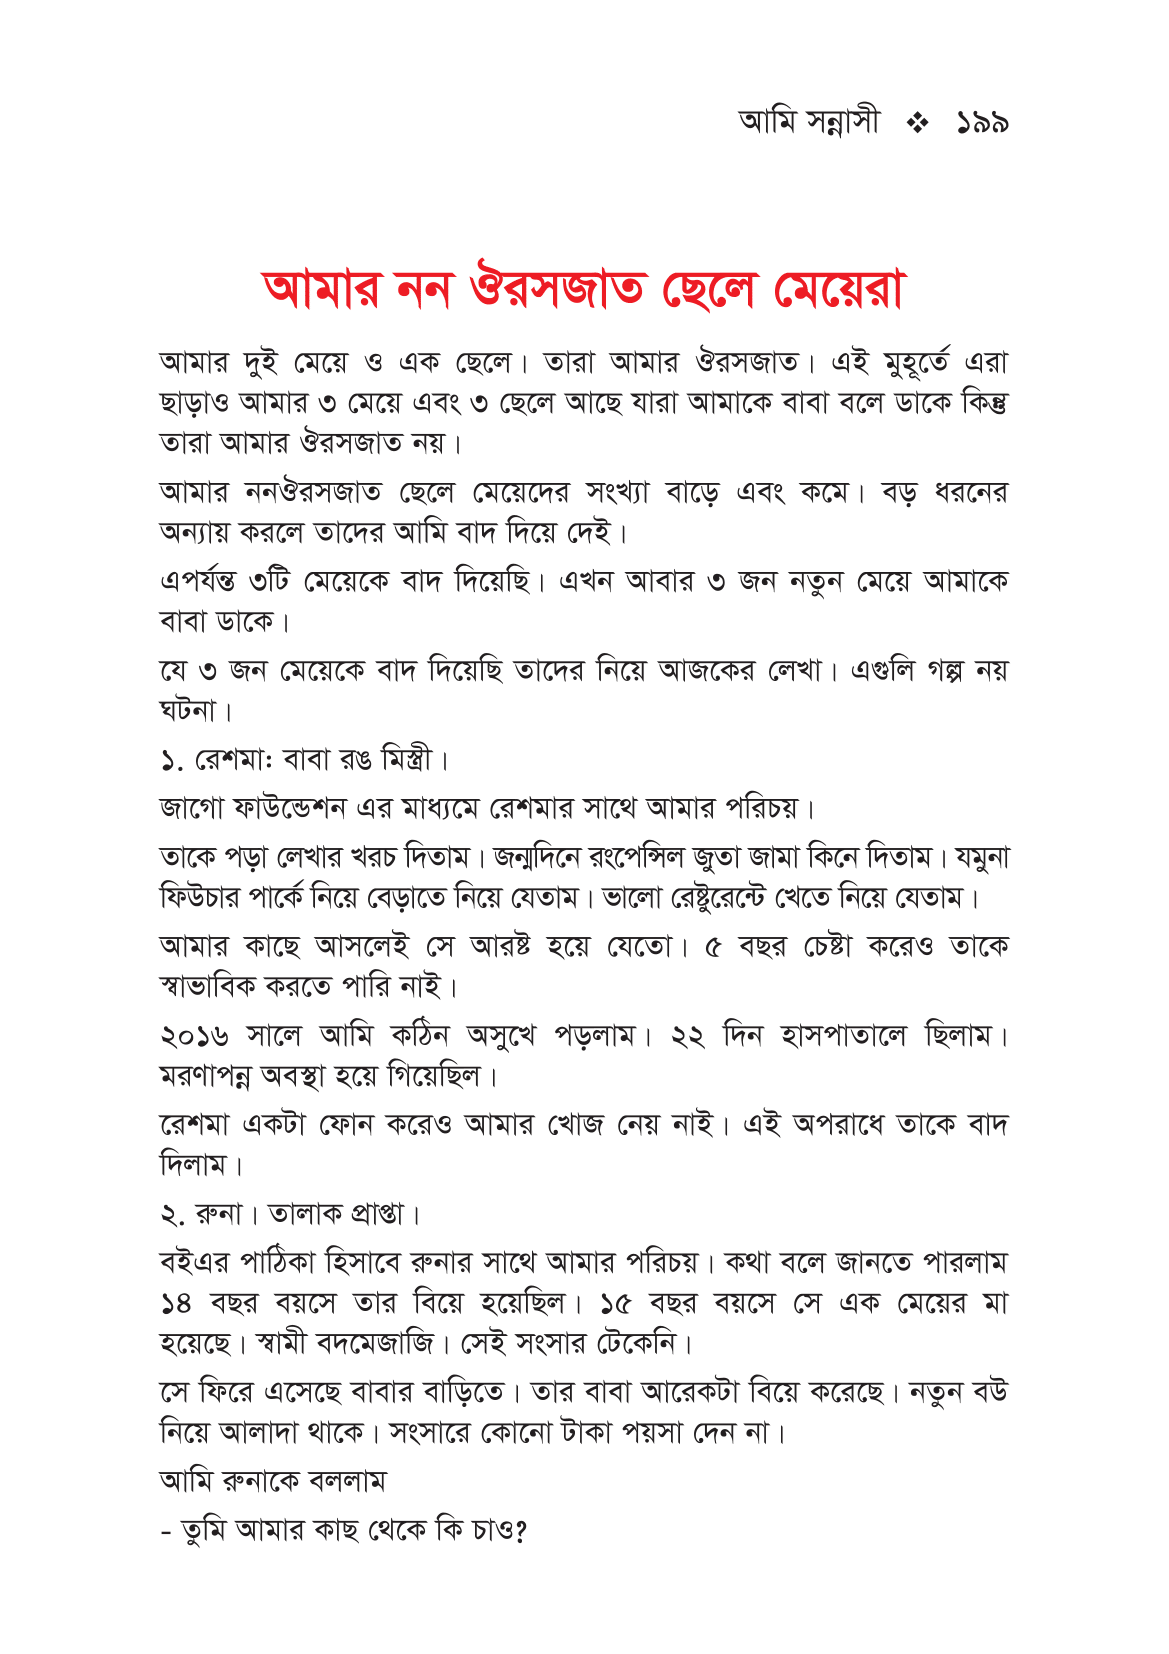 আমি সন্নাসী ❖ ১৯৯
আমার নন ঔরসজাত ছেলে মেয়েরা
আমার দুই মেয়ে ও এক ছেলে। তারা আমার ঔরসজাত। এই মুহূর্তে এরা
ছাড়াও আমার ৩ মেয়ে এবং ৩ ছেলে আছে যারা আমাকে বাবা বলে ডাকে কিন্তু
তারা আমার ঔরসজাত নয়।
আমার ননঔরসজাত ছেলে মেয়েদের সংখ্যা বাড়ে এবং কমে। বড় ধরনের
অন্যায় করলে তাদের আমি বাদ দিয়ে দেই।
এপর্যন্ত ৩টি মেয়েকে বাদ দিয়েছি। এখন আবার ৩ জন নতুন মেয়ে আমাকে
বাবা ডাকে।
যে ৩ জন মেয়েকে বাদ দিয়েছি তাদের নিয়ে আজকের লেখা। এগুলি গল্প নয়
ঘটনা।
১. রেশমা: বাবা রঙ মিস্ত্রী।
জাগো ফাউন্ডেশন এর মাধ্যমে রেশমার সাথে আমার পরিচয়।
তাকে পড়া লেখার খরচ দিতাম। জন্মদিনে রংপেন্সিল জুতা জামা কিনে দিতাম। যমুনা
ফিউচার পার্কে নিয়ে বেড়াতে নিয়ে যেতাম। ভালো রেষ্টুরেন্টে খেতে নিয়ে যেতাম।
আমার কাছে আসলেই সে আরষ্ট হয়ে যেতো। ৫ বছর চেষ্টা করেও তাকে
স্বাভাবিক করতে পারি নাই।
২০১৬ সালে আমি কঠিন অসুখে পড়লাম। ২২ দিন হাসপাতালে ছিলাম।
মরণাপন্ন অবস্থা হয়ে গিয়েছিল।
রেশমা একটা ফোন করেও আমার খোজ নেয় নাই। এই অপরাধে তাকে বাদ
দিলাম।
২. রুনা। তালাক প্রাপ্তা।
বইএর পাঠিকা হিসাবে রুনার সাথে আমার পরিচয়। কথা বলে জানতে পারলাম
১৪ বছর বয়সে তার বিয়ে হয়েছিল। ১৫ বছর বয়সে সে এক মেয়ের মা
হয়েছে। স্বামী বদমেজাজি। সেই সংসার টেকেনি।
সে ফিরে এসেছে বাবার বাড়িতে। তার বাবা আরেকটা বিয়ে করেছে। নতুন বউ
নিয়ে আলাদা থাকে। সংসারে কোনো টাকা পয়সা দেন না।
আমি রুনাকে বললাম
- তুমি আমার কাছ থেকে কি চাও?